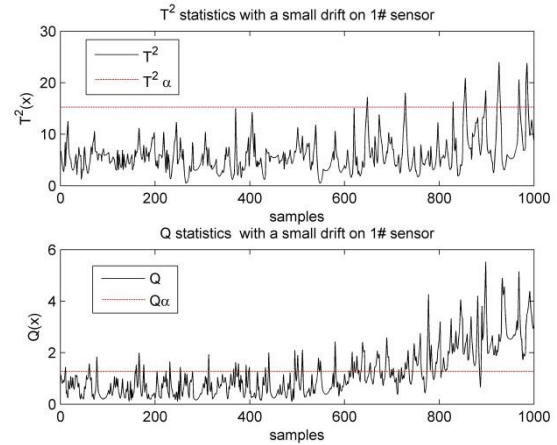 T² statistics with a small drift on 1# sensor
30
20
10
0
T²(x)
T²
T² α
0 200 400 600 800 1000
samples
Q statistics with a small drift on 1# sensor
6
4
2
0
Q(x)
Q
Qα
0 200 400 600 800 1000
samples